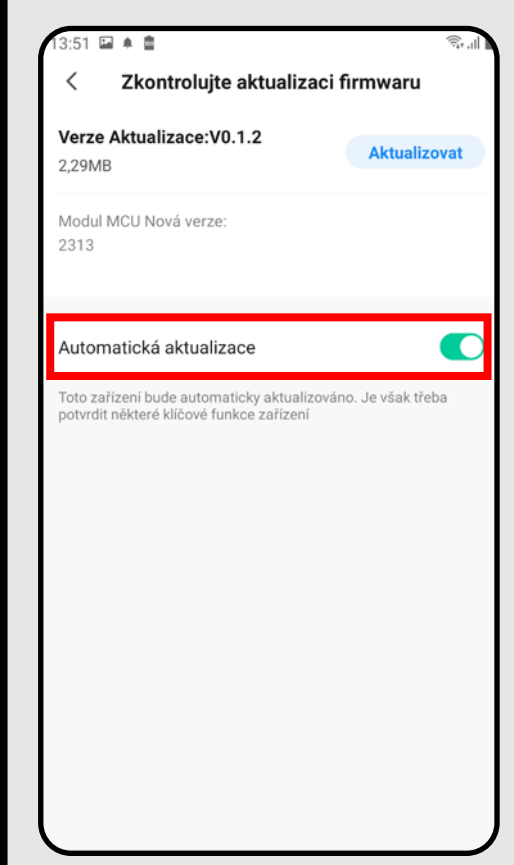 13:51
Zkontrolujte aktualizaci firmwaru
Verze Aktualizace:V0.1.2
Aktualizovat
2,29MB
Modul MCU Nová verze:
2313
Automatická aktualizace
Toto zařízení bude automaticky aktualizováno. Je však třeba
potvrdit některé klíčové funkce zařízení